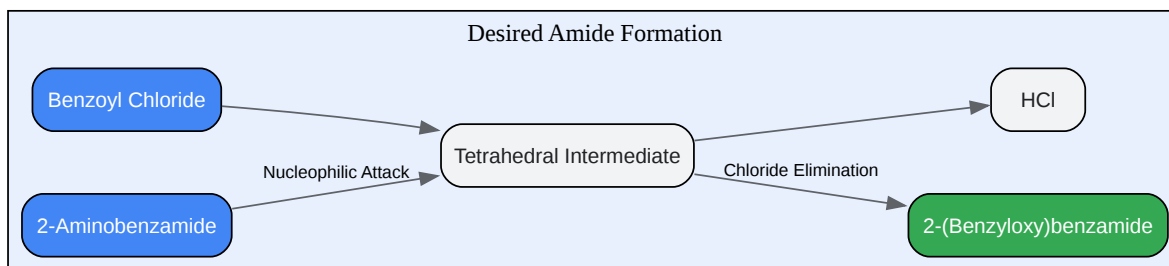 Desired Amide Formation
Benzoyl Chloride
HCl
Tetrahedral Intermediate
Nucleophilic Attack
Chloride Elimination
2-Aminobenzamide
2-(Benzyloxy)benzamide